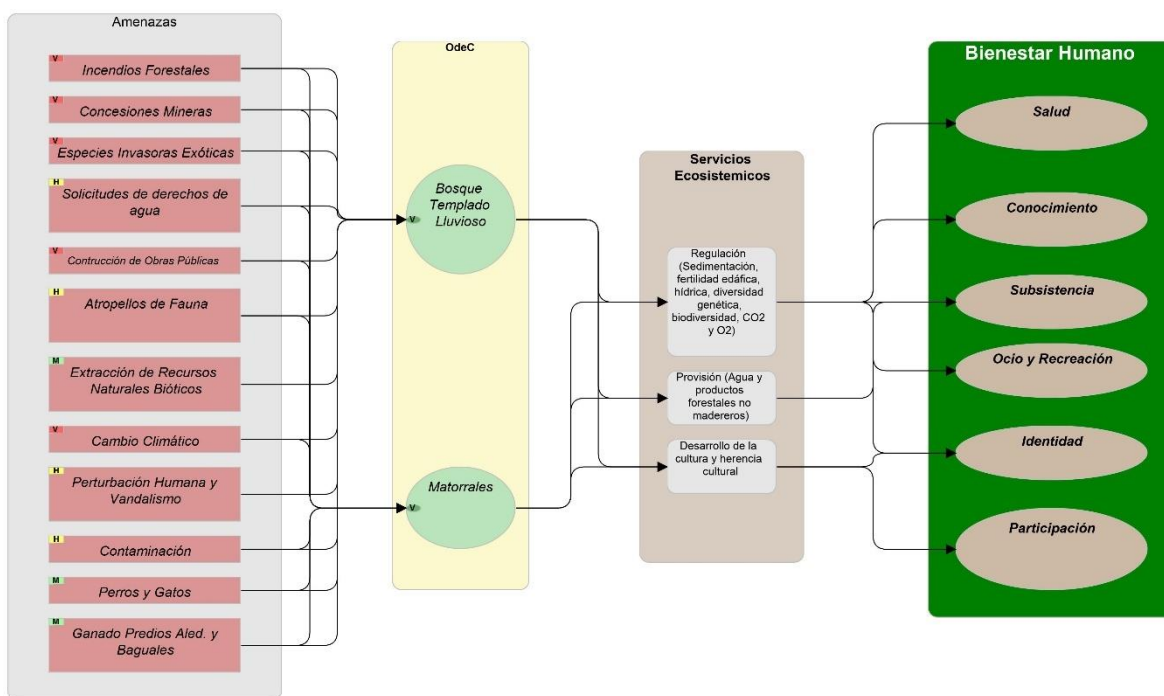 Amenazas
V
Incendios Forestales
V
Concesiones Mineras
V
Especies Invasoras Exóticas
H
Solicitudes de derechos de
agua
V
Contrucción de Obras Públicas
H
Atropellos de Fauna
M
Extracción de Recursos
Naturales Bióticos
V
Cambio Climático
H
Perturbación Humana y
Vandalismo
H
Contaminación
M
Perros y Gatos
M
Ganado Predios Aled. y
Baguales
OdeC
Bosque
Templado
Lluvioso
V
Matorrales
V
Servicios
Ecosistemicos
Regulación
(Sedimentación,
fertilidad edáfica,
hídrica, diversidad
genética,
biodiversidad, CO2
y O2)
Provisión (Agua y
productos
forestales no
madereros)
Desarrollo de la
cultura y herencia
cultural
Bienestar Humano
Salud
Conocimiento
Subsistencia
Ocio y Recreación
Identidad
Participación